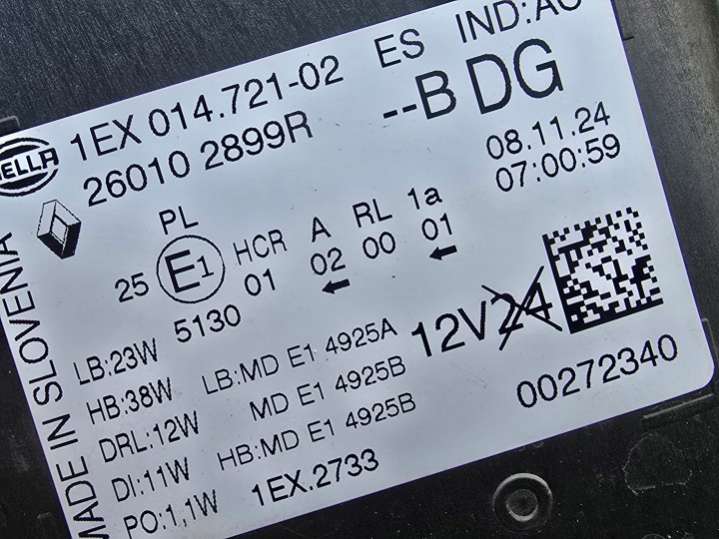 1EX 014.721-02 ES IND:AC
HELLA
26010 2899R --B DG
08.11.24
07:00:59
PL HCR A RL 1a
25 E1 01 02 00 01
5130
LB:23W LB:MD E1 4925A 12V24
HB:38W MD E1 4925B
DRL:12W HB:MD E1 4925B
DI:11W 1EX.2733 00272340
PO:1,1W
MADE IN SLOVENIA